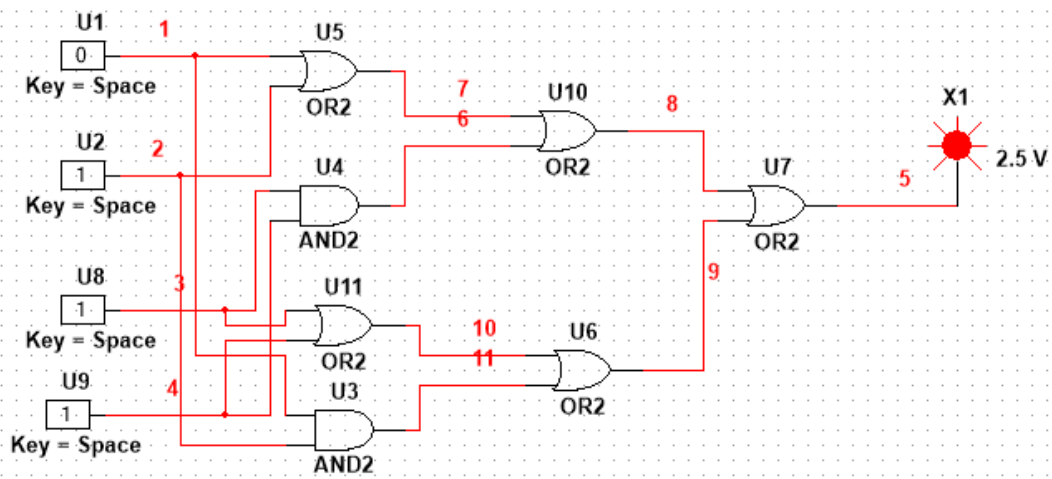 U1
1
0
Key = Space
U5
OR2
U2
2
1
Key = Space
7
6
U10
OR2
8
X1
2.5 V
U4
AND2
U7
OR2
5
U8
3
1
Key = Space
U11
OR2
10
11
U6
OR2
9
U9
4
1
Key = Space
U3
AND2